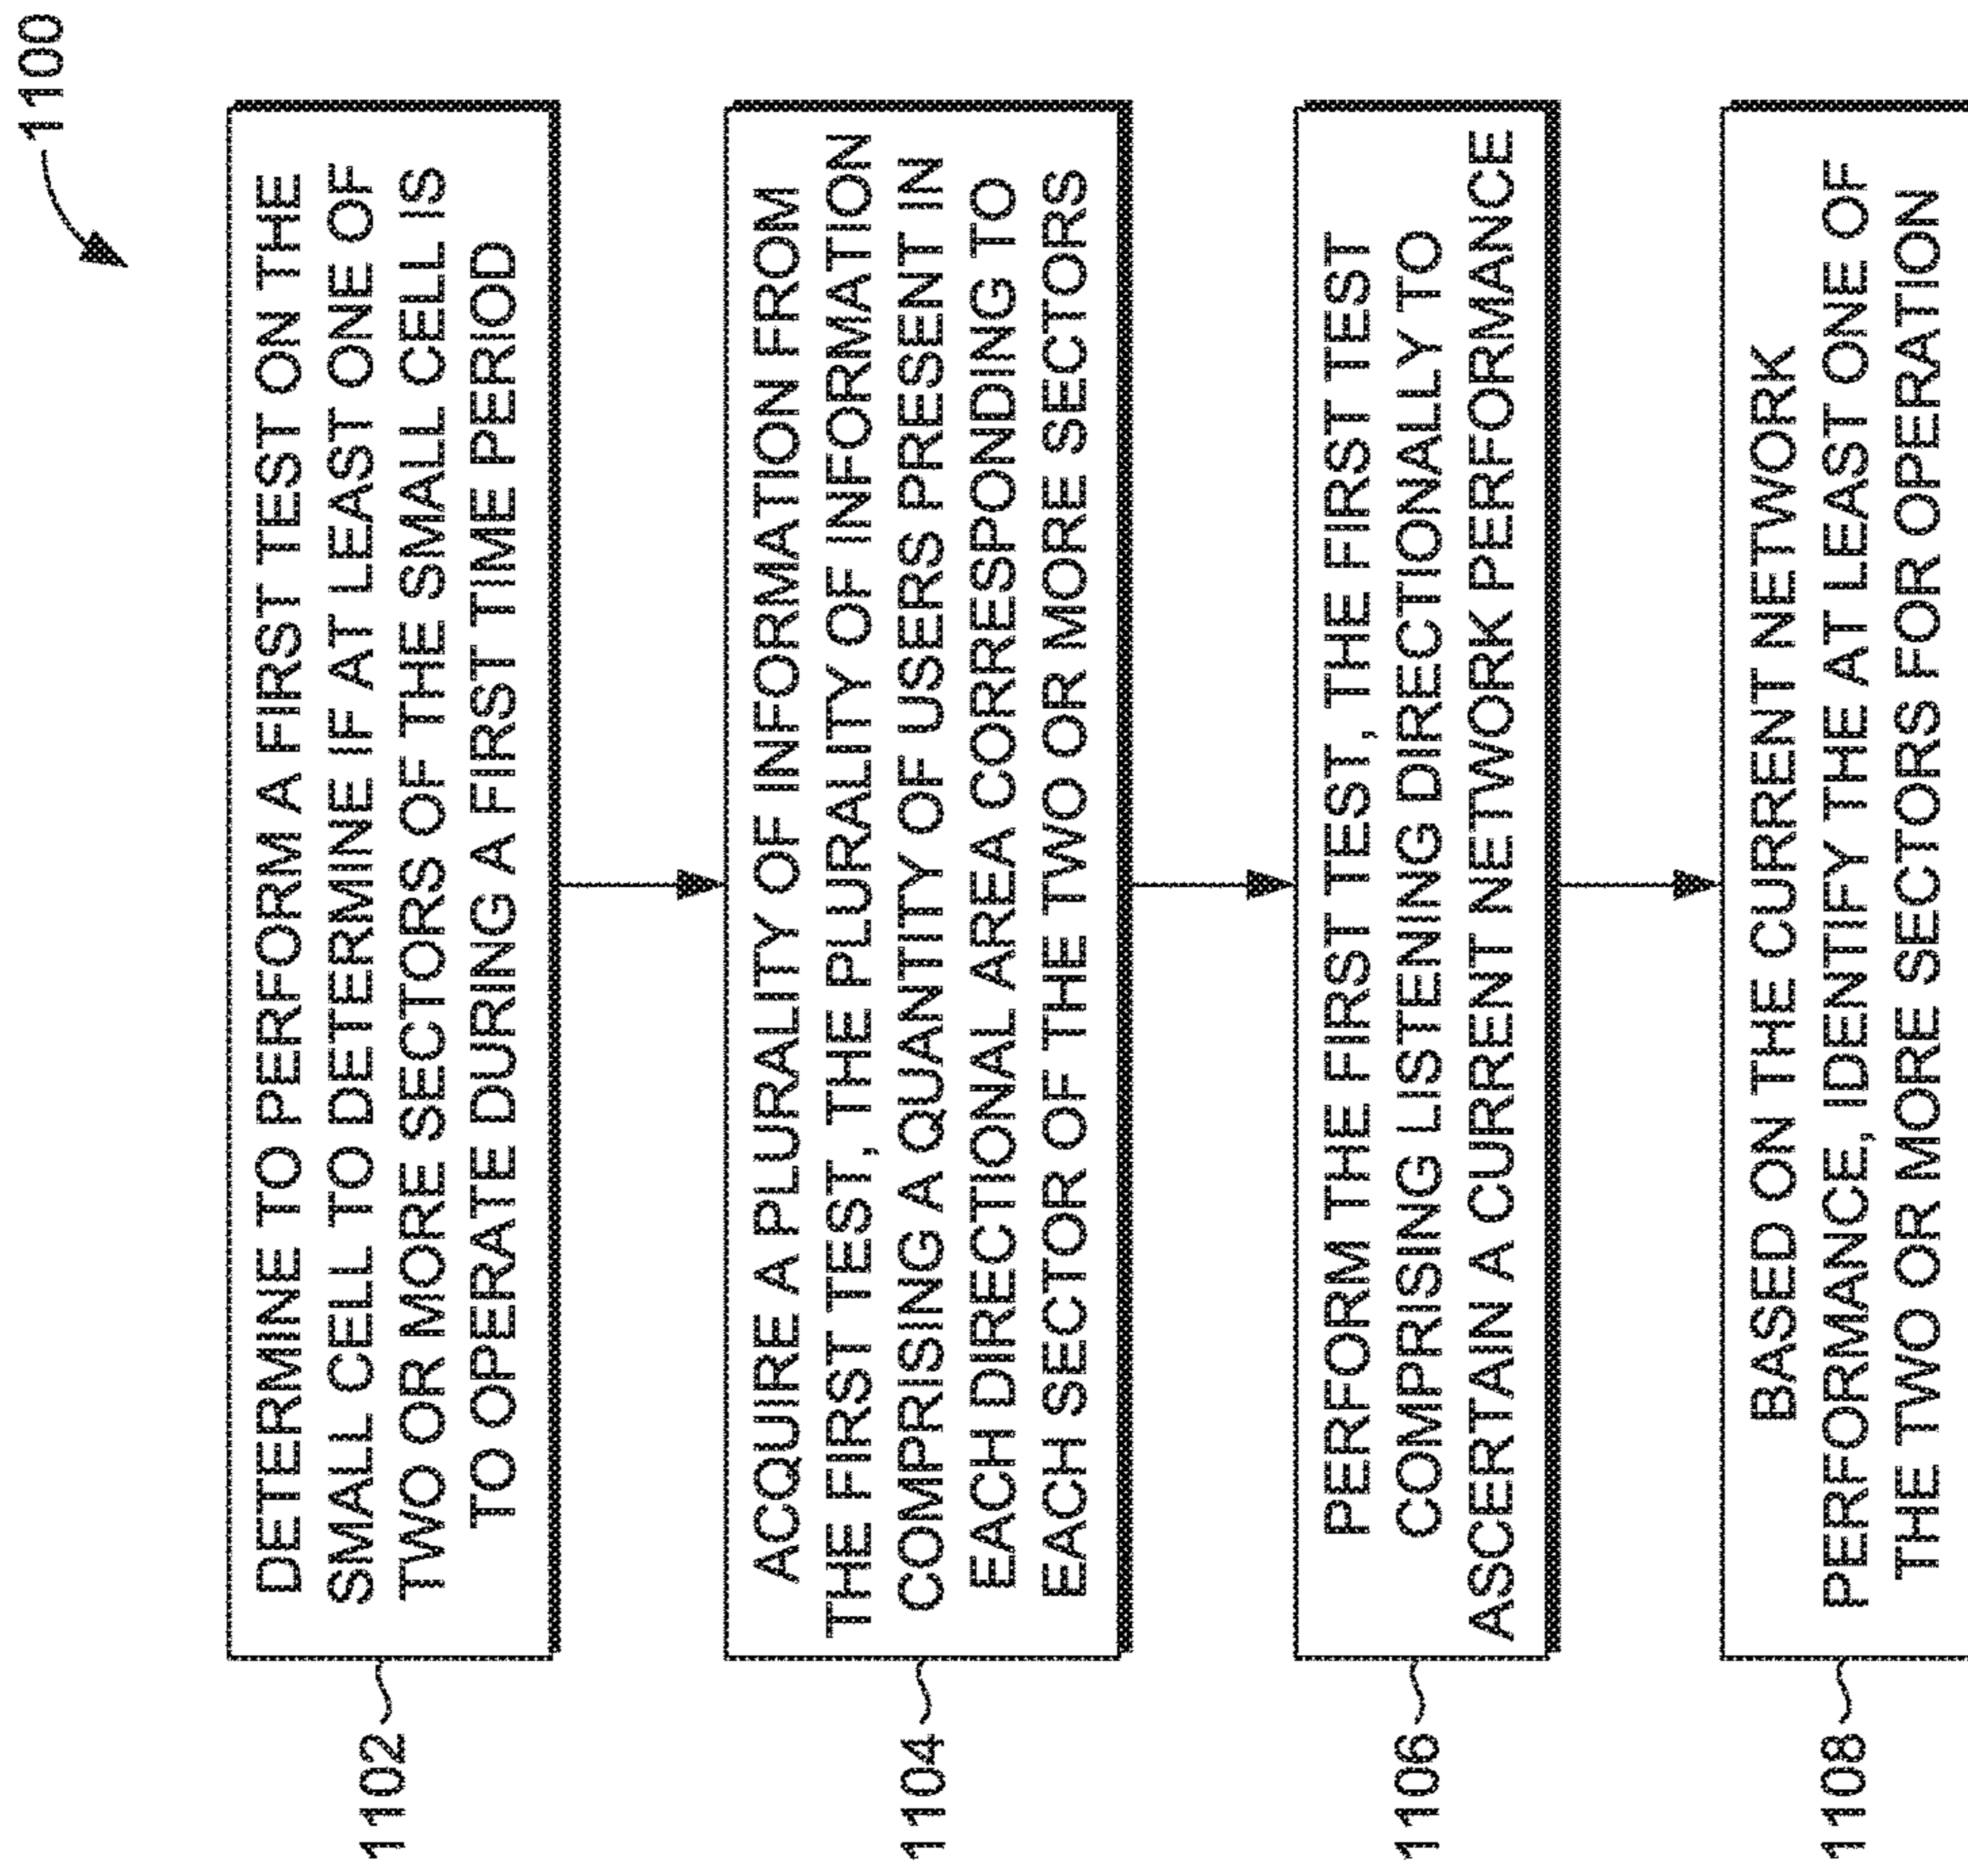 1100
1102
DETERMINE TO PERFORM A FIRST TEST ON THE
SMALL CELL TO DETERMINE IF AT LEAST ONE OF
TWO OR MORE SECTORS OF THE SMALL CELL IS
TO OPERATE DURING A FIRST TIME PERIOD
1104
ACQUIRE A PLURALITY OF INFORMATION FROM
THE FIRST TEST, THE PLURALITY OF INFORMATION
COMPRISING A QUANTITY OF USERS PRESENT IN
EACH DIRECTIONAL AREA CORRESPONDING TO
EACH SECTOR OF THE TWO OR MORE SECTORS
1106
PERFORM THE FIRST TEST, THE FIRST TEST
COMPRISING LISTENING DIRECTIONALLY TO
ASCERTAIN A CURRENT NETWORK PERFORMANCE
1108
BASED ON THE CURRENT NETWORK
PERFORMANCE, IDENTIFY THE AT LEAST ONE OF
THE TWO OR MORE SECTORS FOR OPERATION